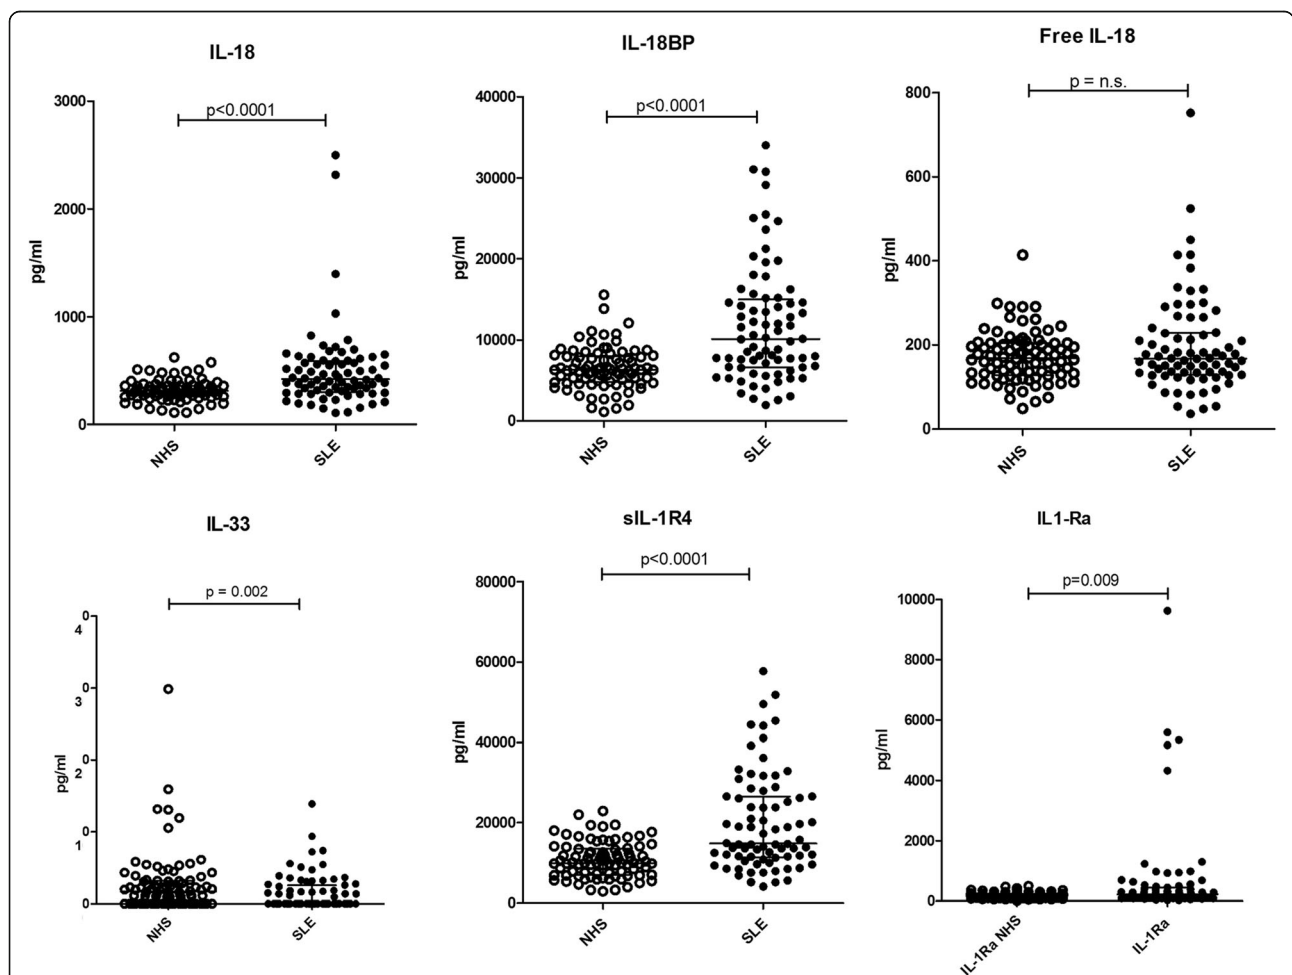 IL-18
p<0.0001
3000
2000
1000
0
pg/ml
NHS
SLE
IL-18BP
p<0.0001
40000
30000
20000
10000
0
pg/ml
NHS
SLE
Free IL-18
p = n.s.
800
600
400
200
0
pg/ml
NHS
SLE
IL-33
p = 0.002
0
4
0
3
0
2
0
1
0
pg/ml
NHS
SLE
sIL-1R4
p<0.0001
80000
60000
40000
20000
0
pg/ml
NHS
SLE
IL1-Ra
p=0.009
10000
8000
6000
4000
2000
0
pg/ml
IL-1Ra NHS
IL-1Ra